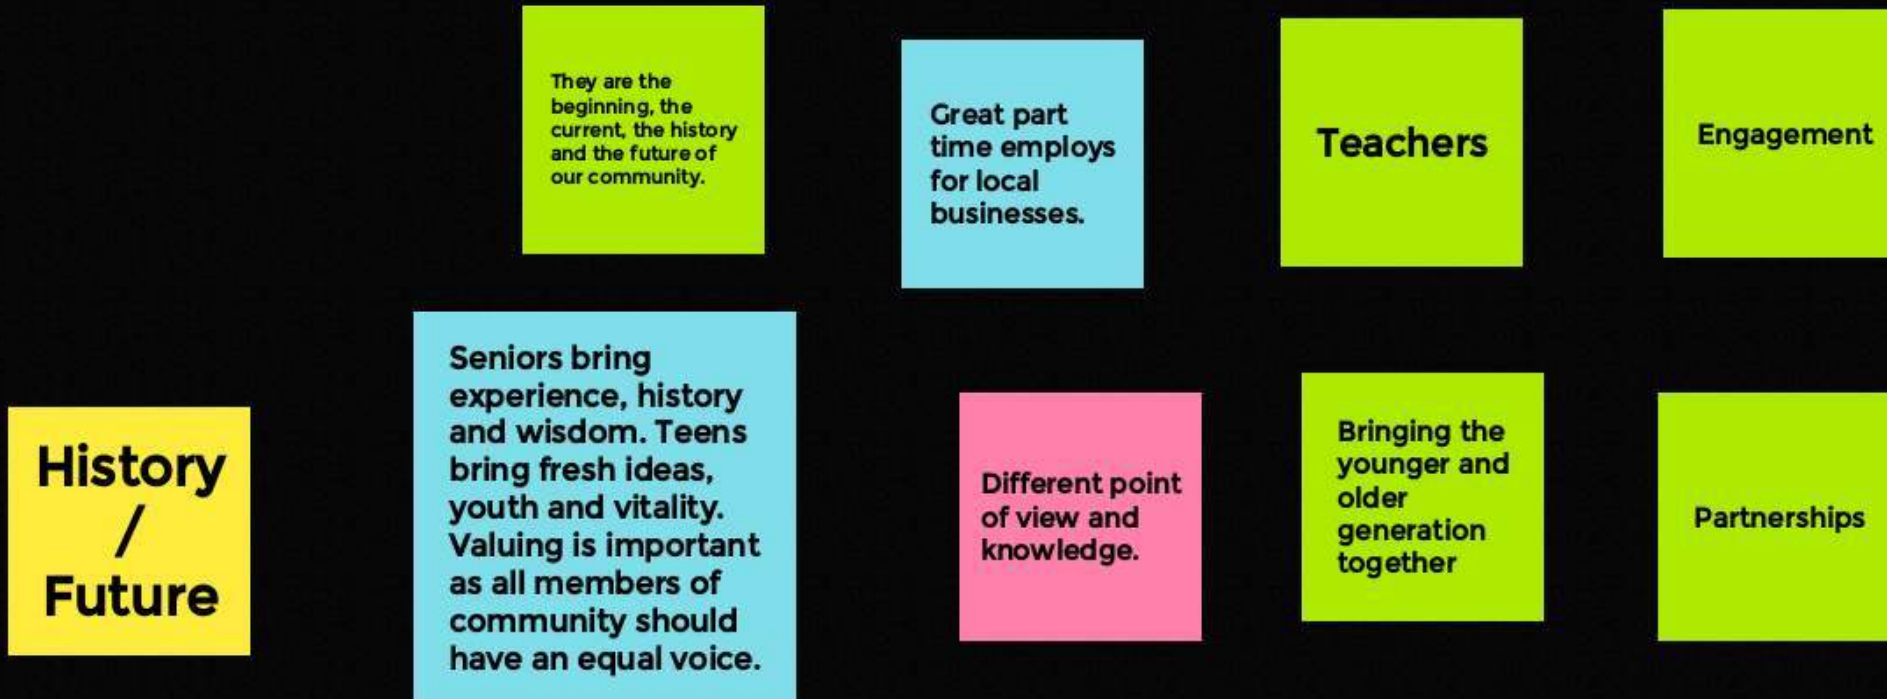 They are the
beginning, the
current, the history
and the future of
our community.
Great part
time employs
for local
businesses.
Teachers
Engagement
History
/
Future
Seniors bring
experience, history
and wisdom. Teens
bring fresh ideas,
youth and vitality.
Valuing is important
as all members of
community should
have an equal voice.
Different point
of view and
knowledge.
Bringing the
younger and
older
generation
together
Partnerships